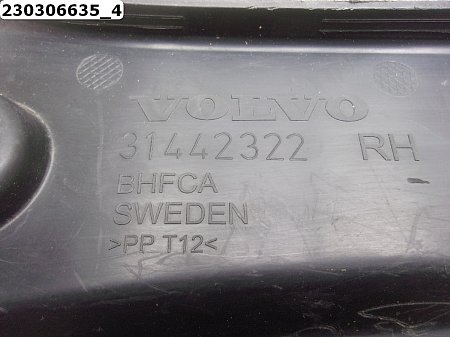 230306635_4
VOLVO
31442322 RH
BHFCA
SWEDEN
>PP T12<